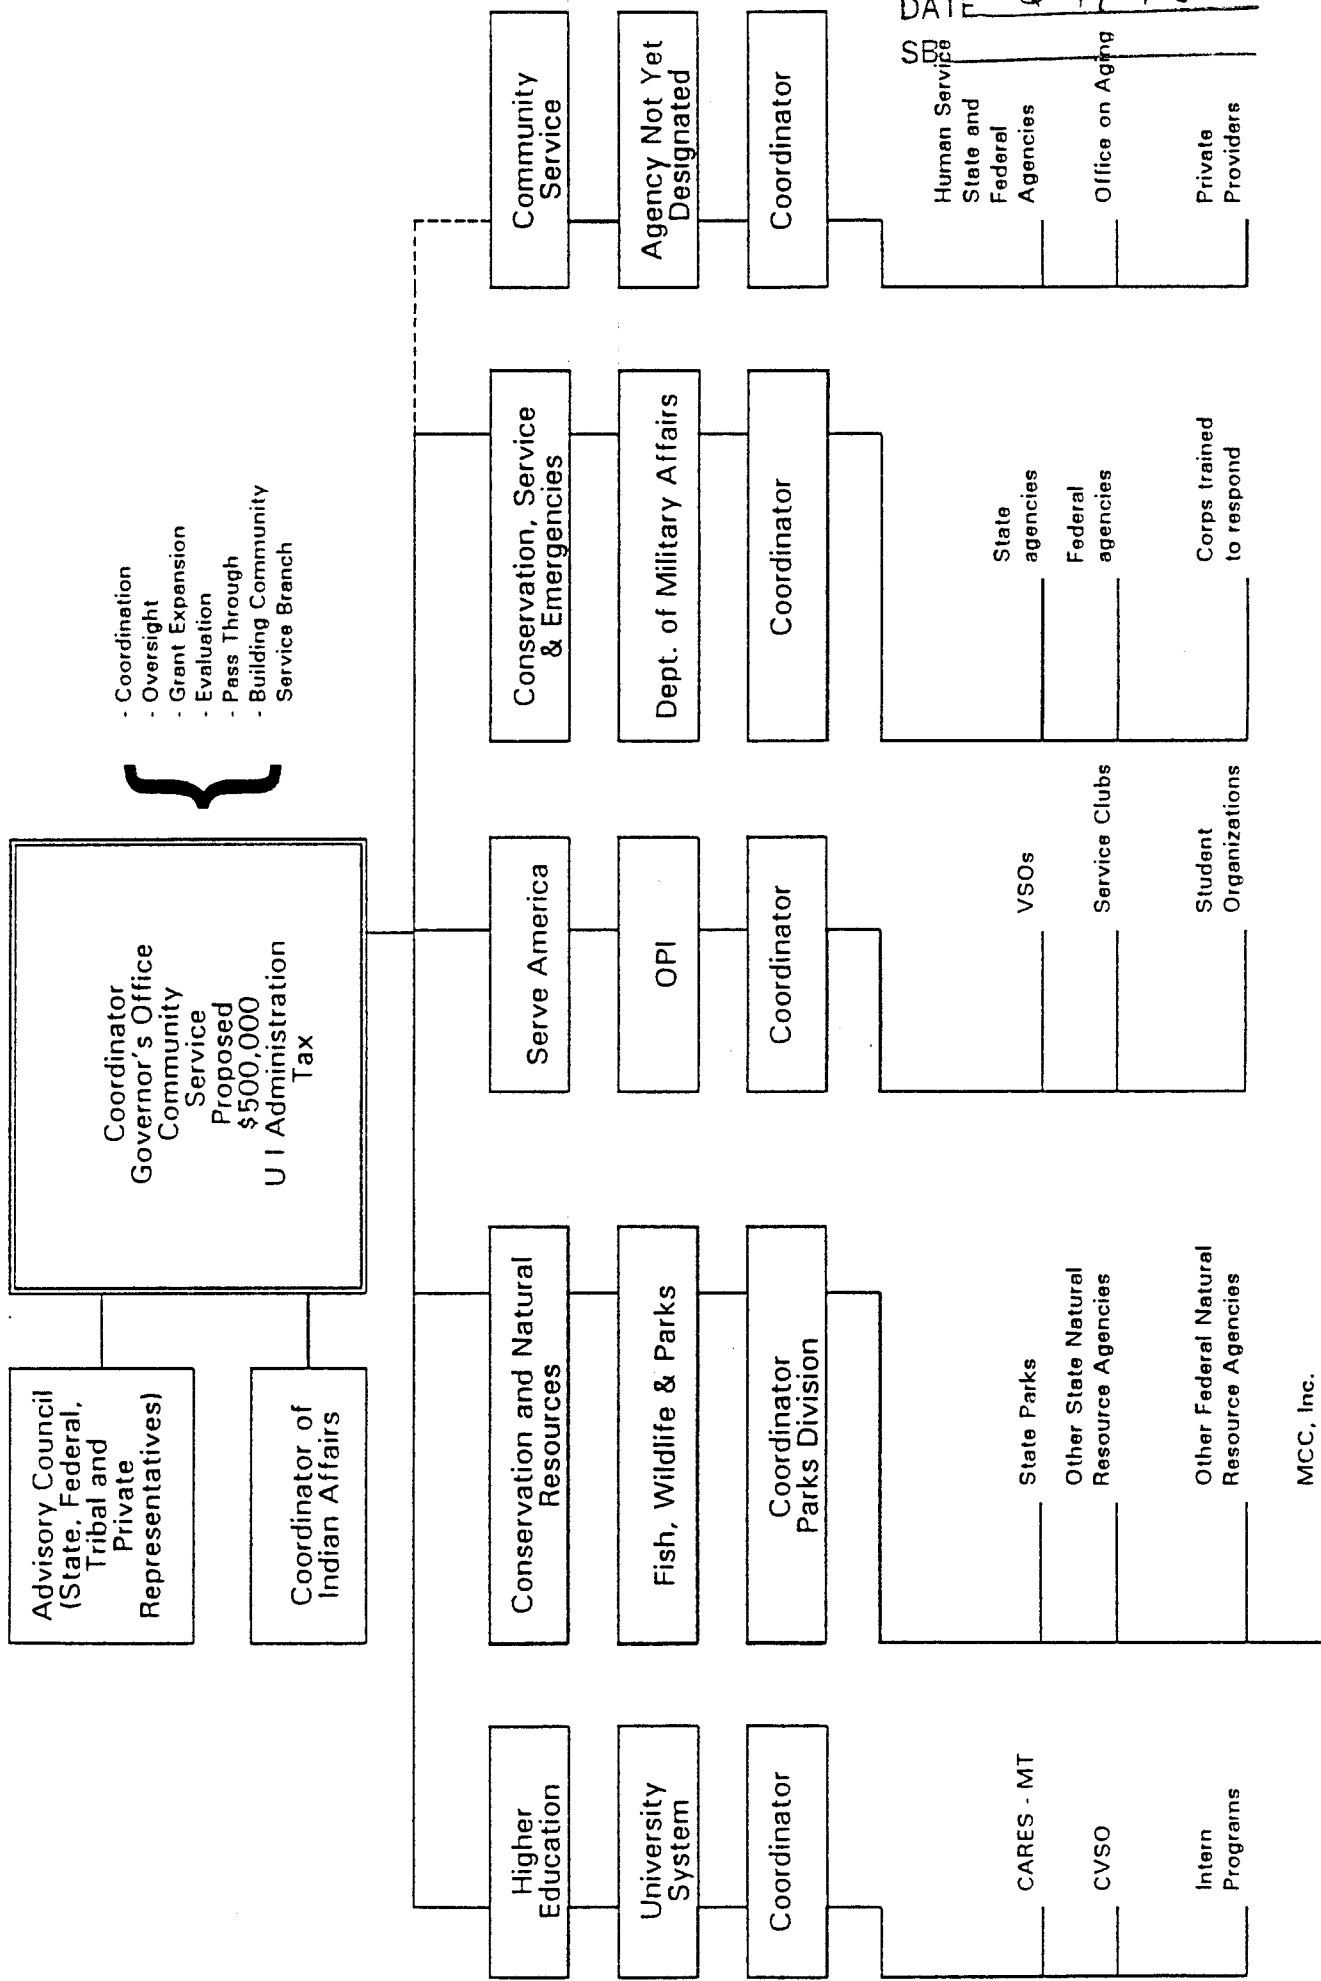 DATE
SB
Advisory Council
(State, Federal,
Tribal and
Private
Representatives)
Coordinator of
Indian Affairs
Coordinator
Governor's Office
Community
Service
Proposed
$500,000
U I Administration
Tax
- Coordination
- Oversight
- Grant Expansion
- Evaluation
- Pass Through
- Building Community
Service Branch
Higher
Education
University
System
Coordinator
CARES - MT
CVSO
Intern
Programs
Conservation and Natural
Resources
Fish, Wildlife & Parks
Coordinator
Parks Division
State Parks
Other State Natural
Resource Agencies
Other Federal Natural
Resource Agencies
MCC, Inc.
Serve America
OPI
Coordinator
VSOs
Service Clubs
Student
Organizations
Conservation, Service
& Emergencies
Dept. of Military Affairs
Coordinator
State
agencies
Federal
agencies
Corps trained
to respond
Community
Service
Agency Not Yet
Designated
Coordinator
Human Service
State and
Federal
Agencies
Office on Aging
Private
Providers